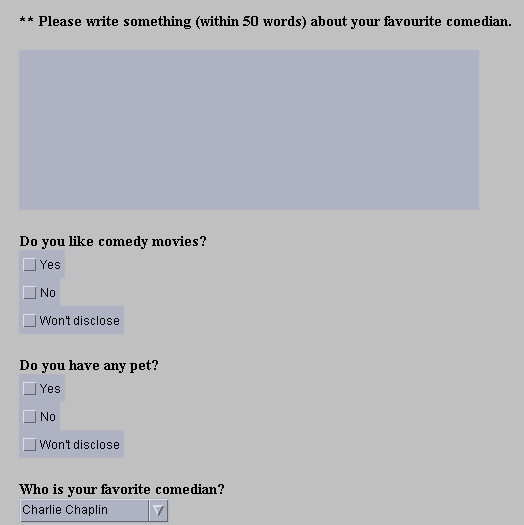 ** Please write something (within 50 words) about your favourite comedian.
Do you like comedy movies?
Yes
No
Won't disclose
Do you have any pet?
Yes
No
Won't disclose
Who is your favorite comedian?
Charlie Chaplin